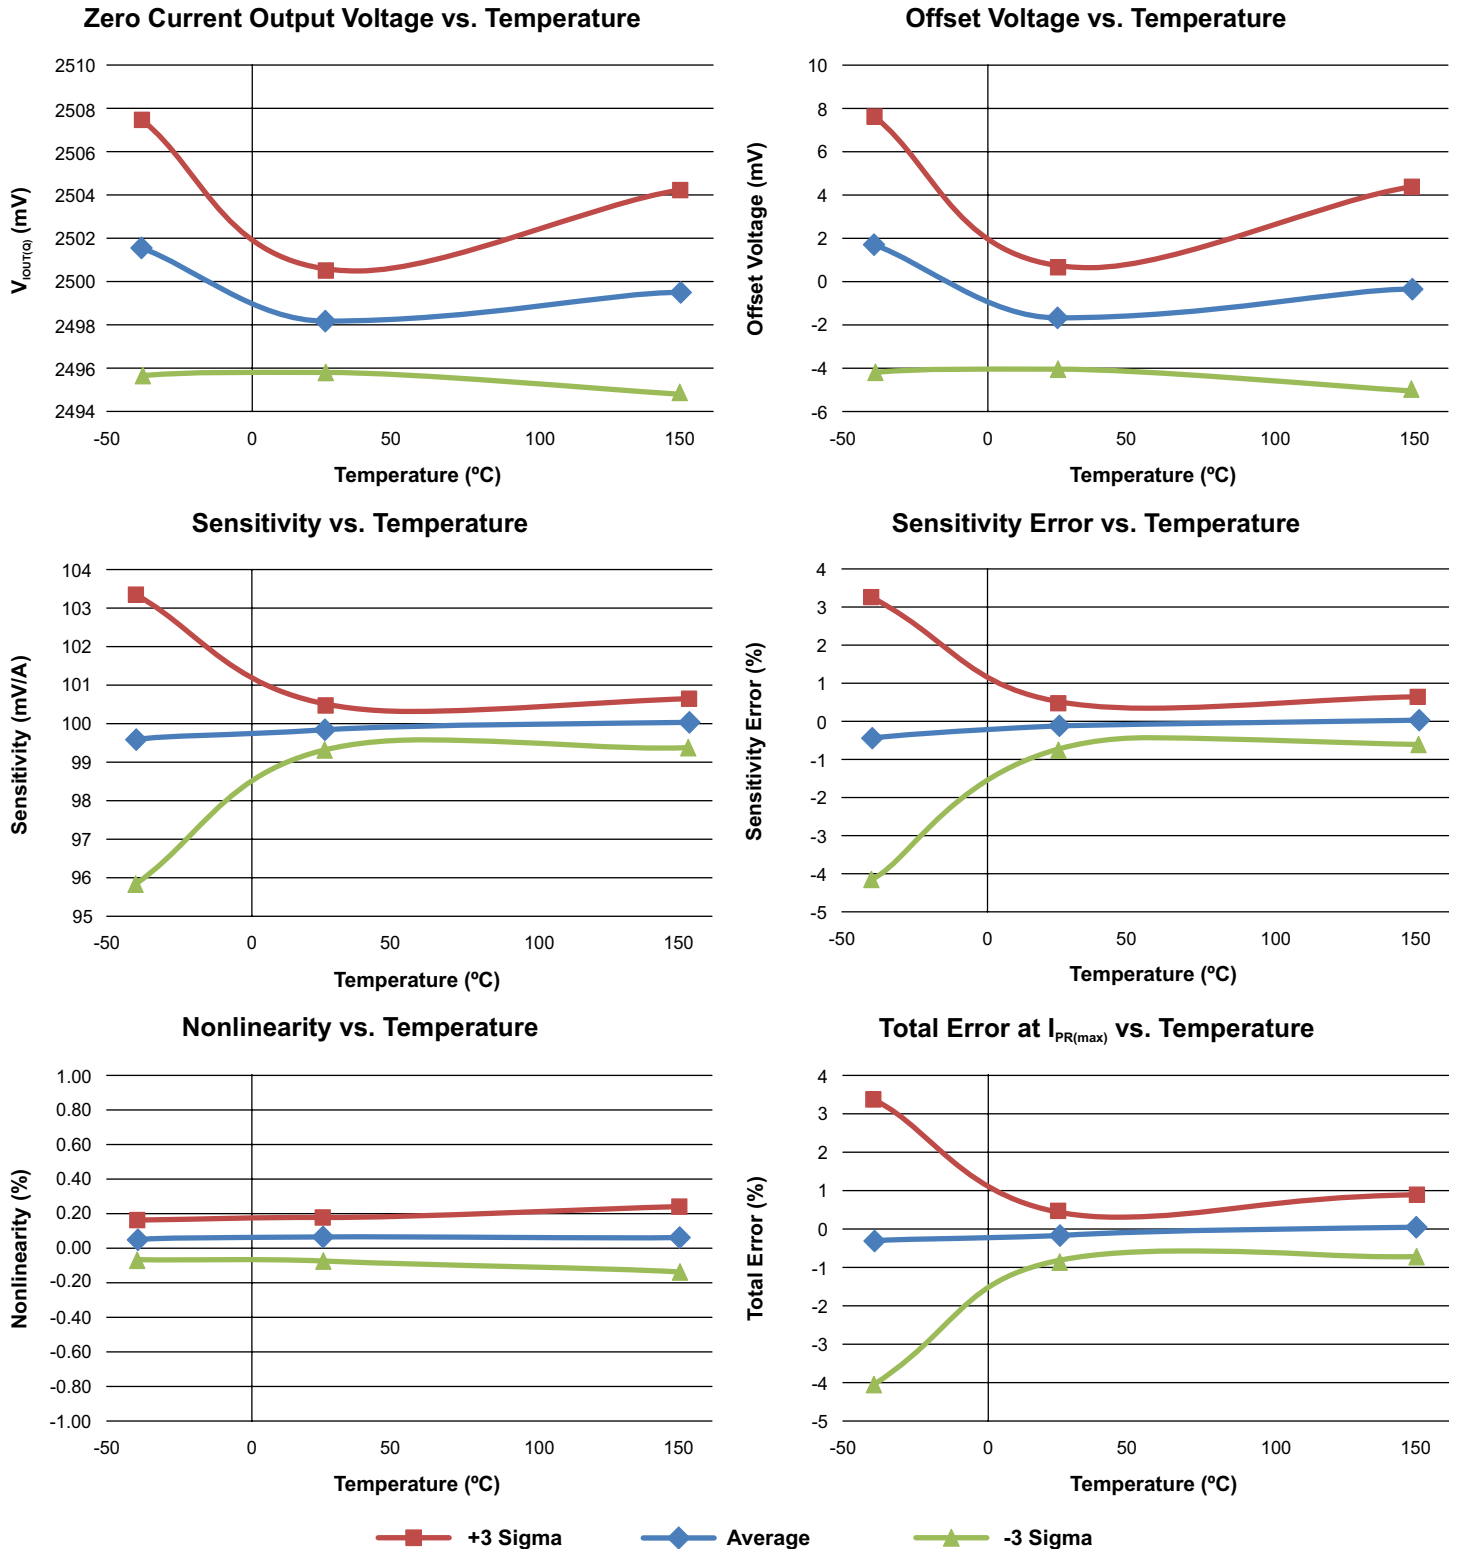 Zero Current Output Voltage vs. Temperature
2510
2508
2506
2504
2502
2500
2498
2496
2494
-50 0 50 100 150
VIOUT(Q) (mV)
Temperature (ºC)
Offset Voltage vs. Temperature
10
8
6
4
2
0
-2
-4
-6
-50 0 50 100 150
Offset Voltage (mV)
Temperature (ºC)
Sensitivity vs. Temperature
104
103
102
101
100
99
98
97
96
95
-50 0 50 100 150
Sensitivity (mV/A)
Temperature (ºC)
Sensitivity Error vs. Temperature
4
3
2
1
0
-1
-2
-3
-4
-5
-50 0 50 100 150
Sensitivity Error (%)
Temperature (ºC)
Nonlinearity vs. Temperature
1.00
0.80
0.60
0.40
0.20
0.00
-0.20
-0.40
-0.60
-0.80
-1.00
-50 0 50 100 150
Nonlinearity (%)
Temperature (ºC)
Total Error at IPR(max) vs. Temperature
4
3
2
1
0
-1
-2
-3
-4
-5
-50 0 50 100 150
Total Error (%)
Temperature (ºC)
+3 Sigma Average -3 Sigma